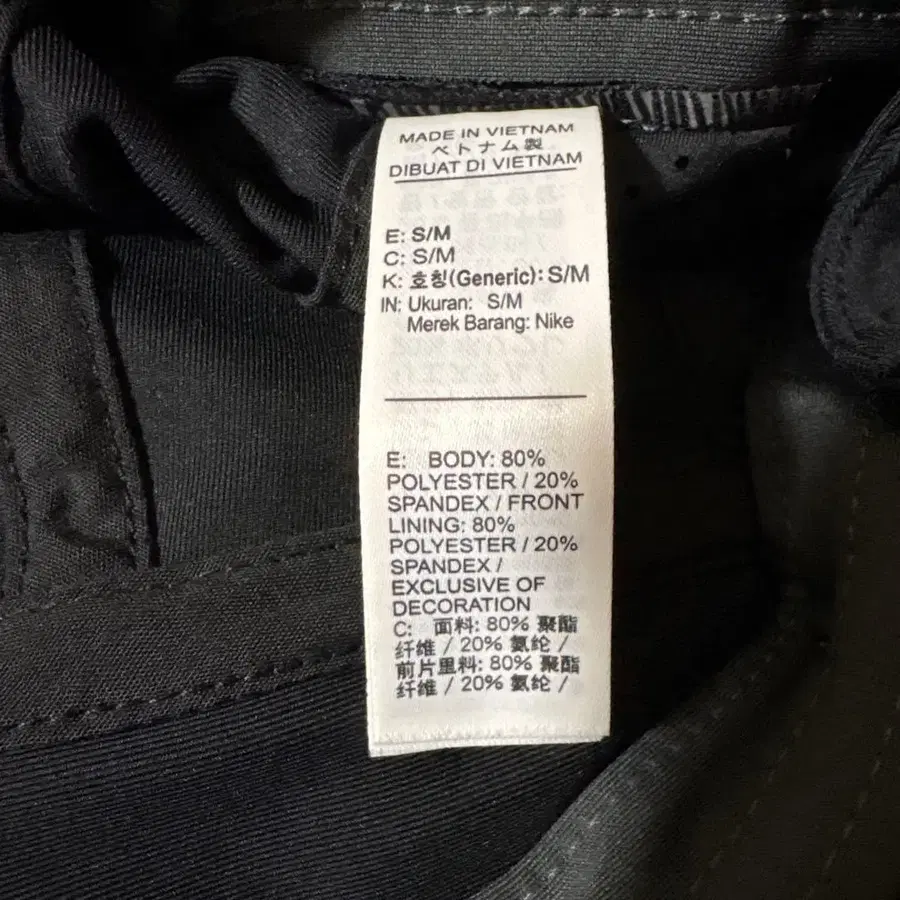 MADE IN VIETNAM
ベトナム製
DIBUAT DI VIETNAM
E: S/M
C: S/M
K: 호칭(Generic): S/M
IN: Ukuran: S/M
Merek Barang: Nike
E: BODY: 80%
POLYESTER / 20%
SPANDEX / FRONT
LINING: 80%
POLYESTER / 20%
SPANDEX /
EXCLUSIVE OF
DECORATION
C: 面料: 80% 聚酯
纤维 / 20% 氨纶 /
前片里料: 80% 聚酯
纤维 / 20% 氨纶 /